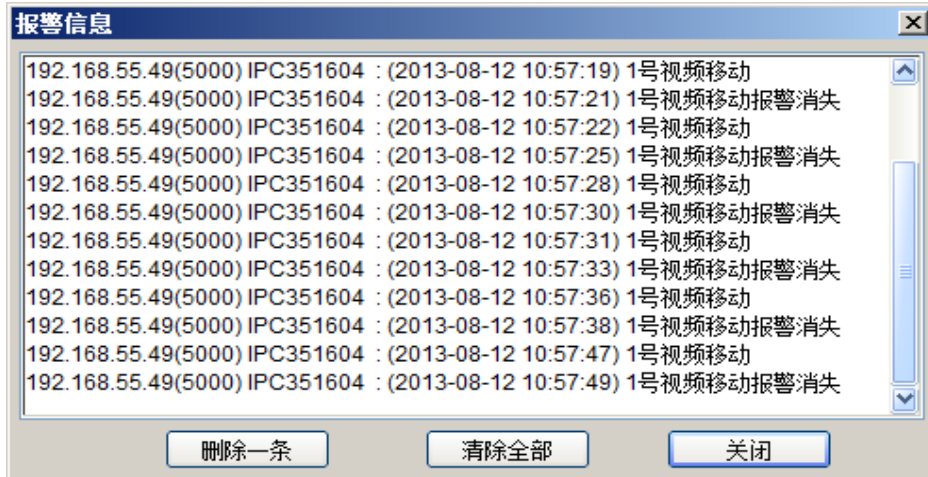 报警信息
192.168.55.49(5000) IPC351604 : (2013-08-12 10:57:19) 1号视频移动
192.168.55.49(5000) IPC351604 : (2013-08-12 10:57:21) 1号视频移动报警消失
192.168.55.49(5000) IPC351604 : (2013-08-12 10:57:22) 1号视频移动
192.168.55.49(5000) IPC351604 : (2013-08-12 10:57:25) 1号视频移动报警消失
192.168.55.49(5000) IPC351604 : (2013-08-12 10:57:28) 1号视频移动
192.168.55.49(5000) IPC351604 : (2013-08-12 10:57:30) 1号视频移动报警消失
192.168.55.49(5000) IPC351604 : (2013-08-12 10:57:31) 1号视频移动
192.168.55.49(5000) IPC351604 : (2013-08-12 10:57:33) 1号视频移动报警消失
192.168.55.49(5000) IPC351604 : (2013-08-12 10:57:36) 1号视频移动
192.168.55.49(5000) IPC351604 : (2013-08-12 10:57:38) 1号视频移动报警消失
192.168.55.49(5000) IPC351604 : (2013-08-12 10:57:47) 1号视频移动
192.168.55.49(5000) IPC351604 : (2013-08-12 10:57:49) 1号视频移动报警消失
删除一条 清除全部 关闭